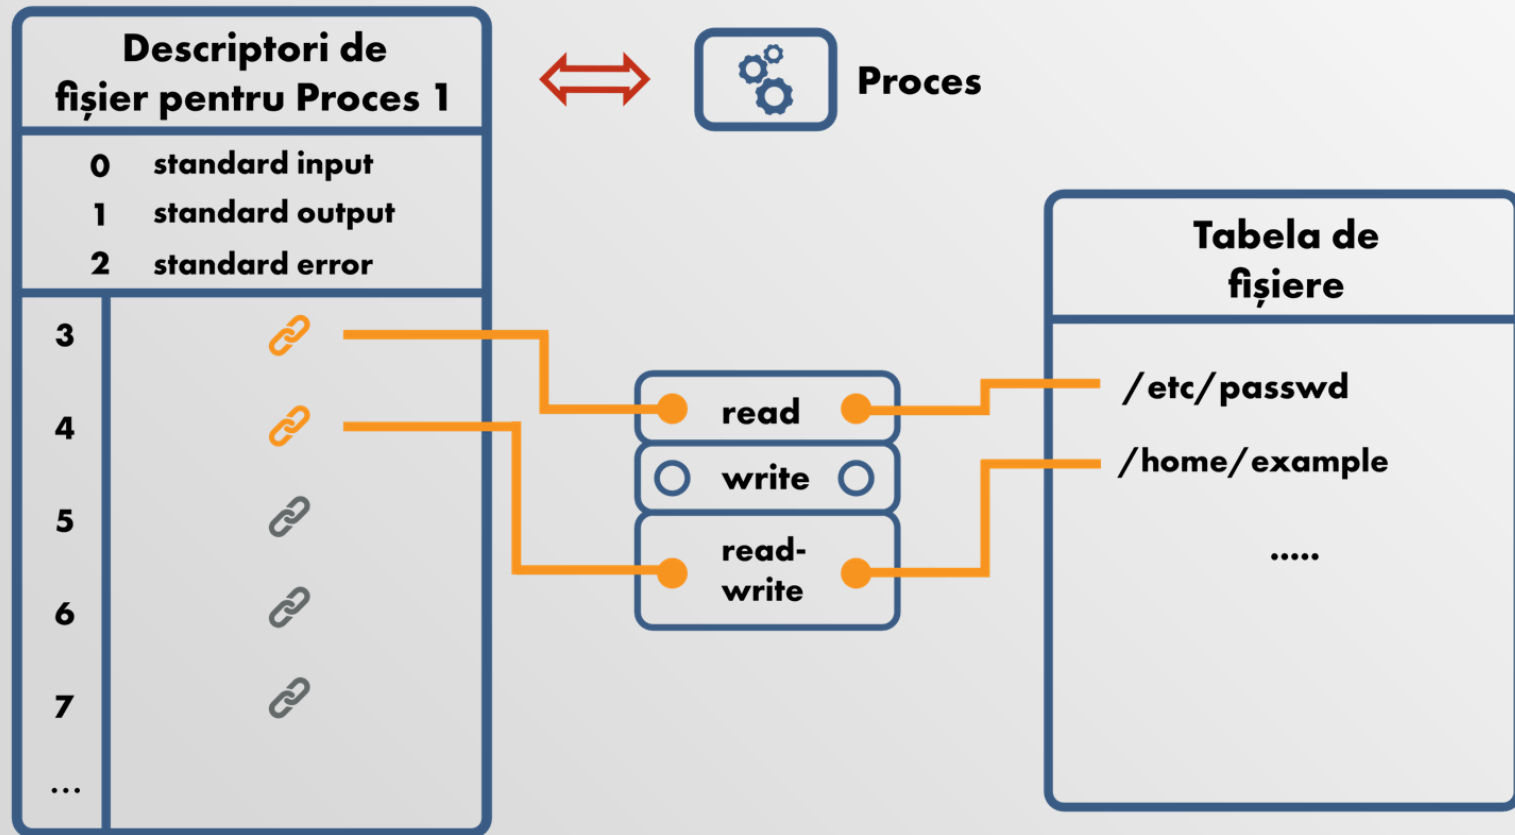 Descriptori de
fișier pentru Proces 1
Proces
0 standard input
1 standard output
2 standard error
3
4
5
6
7
...
read
write
read-
write
Tabela de
fișiere
/etc/passwd
/home/example
.....